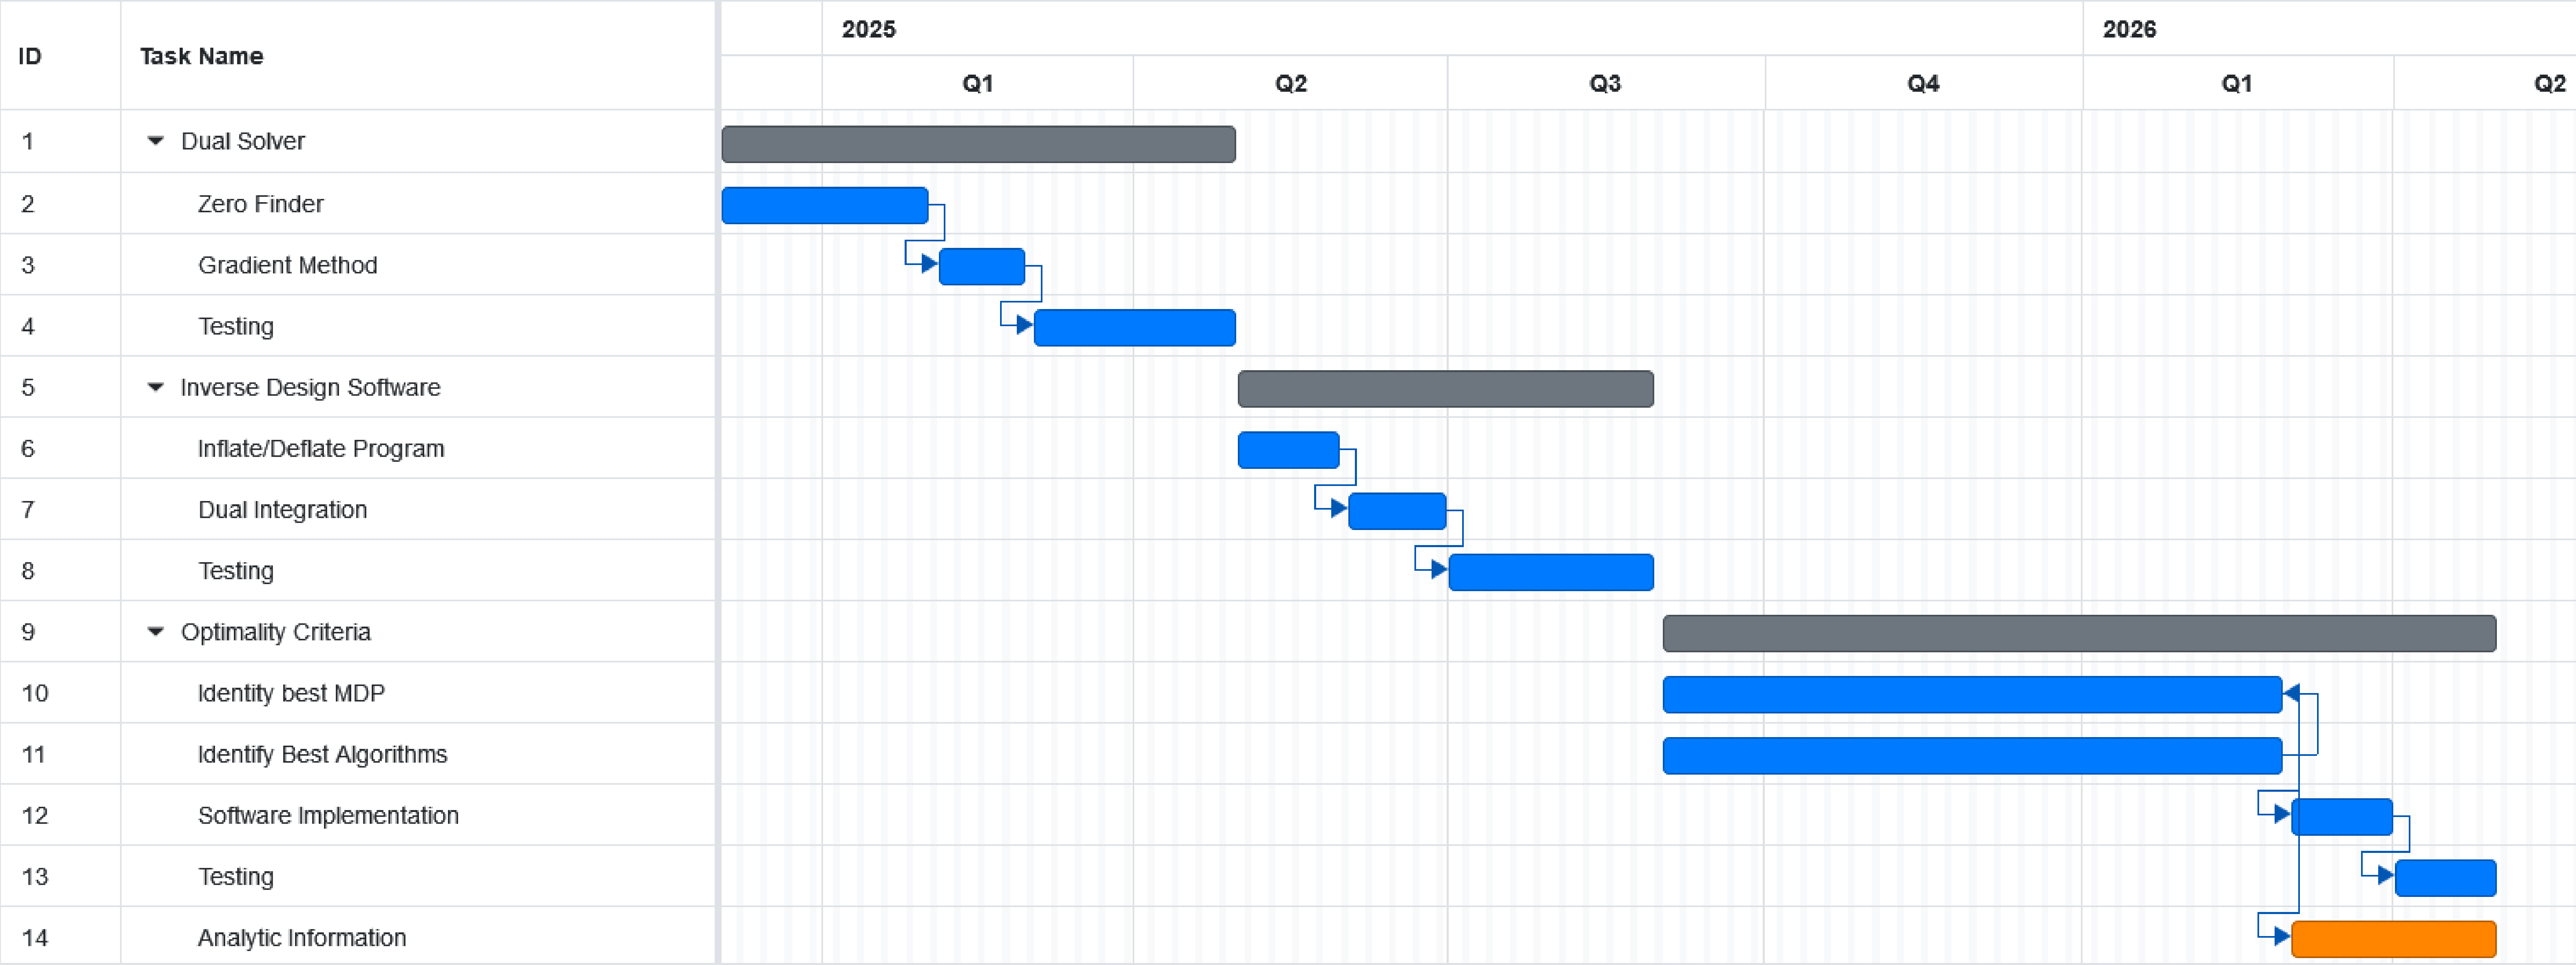 ID Task Name 2025 2026
Q1 Q2 Q3 Q4 Q1 Q2
1 Dual Solver
2 Zero Finder
3 Gradient Method
4 Testing
5 Inverse Design Software
6 Inflate/Deflate Program
7 Dual Integration
8 Testing
9 Optimality Criteria
10 Identity best MDP
11 Identify Best Algorithms
12 Software Implementation
13 Testing
14 Analytic Information